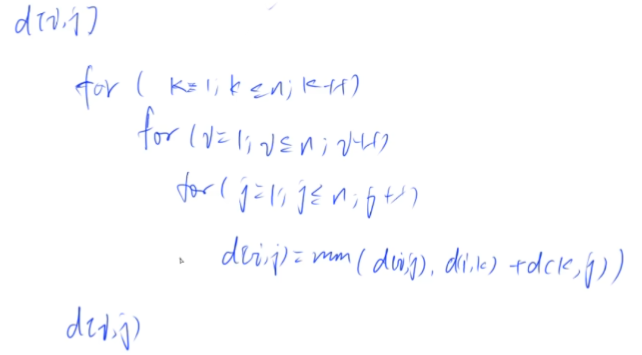 d[i,j]
for ( k=1; k≤n; k++)
for (i=1; i≤n; i++)
for ( j=1; j≤n; j++)
d(i,j) = min( d(i,j), d(i,k) + d(k,j))
d[i,j)